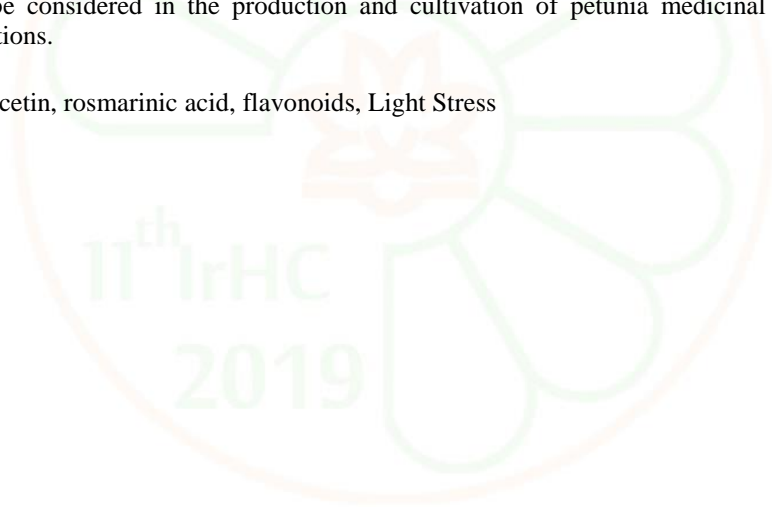 be considered in the production and cultivation of petunia medicinal
tions.
cetin, rosmarinic acid, flavonoids, Light Stress
11th IrHC
2019